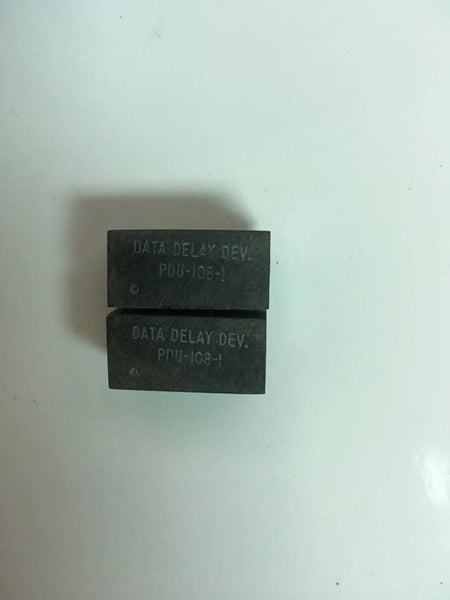 DATA DELAY DEV.
PDU-108-1
DATA DELAY DEV.
PDU-108-1